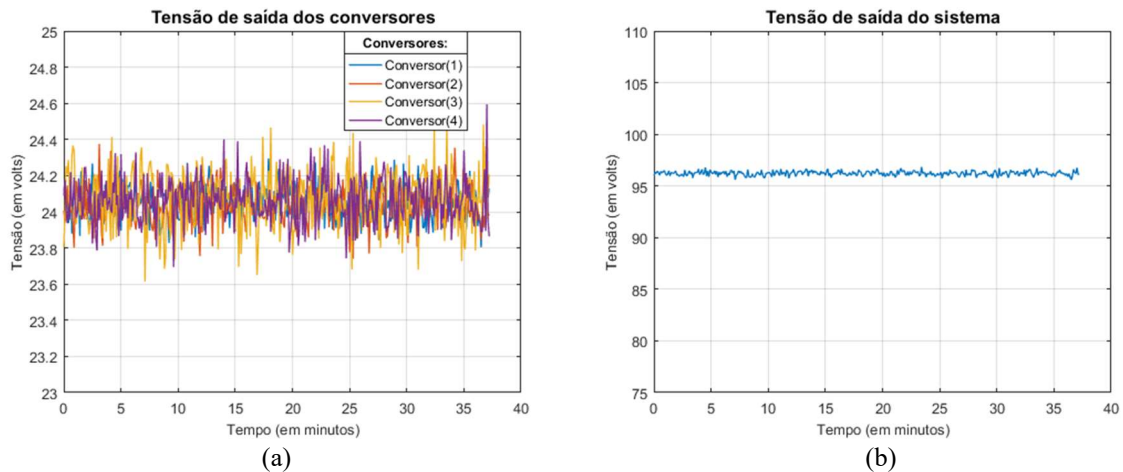 Tensão de saída dos conversores
Tensão (em volts)
25
24.8
24.6
24.4
24.2
24
23.8
23.6
23.4
23.2
23
Conversores:
Conversor(1)
Conversor(2)
Conversor(3)
Conversor(4)
0 5 10 15 20 25 30 35 40
Tempo (em minutos)
(a)
Tensão de saída do sistema
Tensão (em volts)
110
105
100
95
90
85
80
75
0 5 10 15 20 25 30 35 40
Tempo (em minutos)
(b)